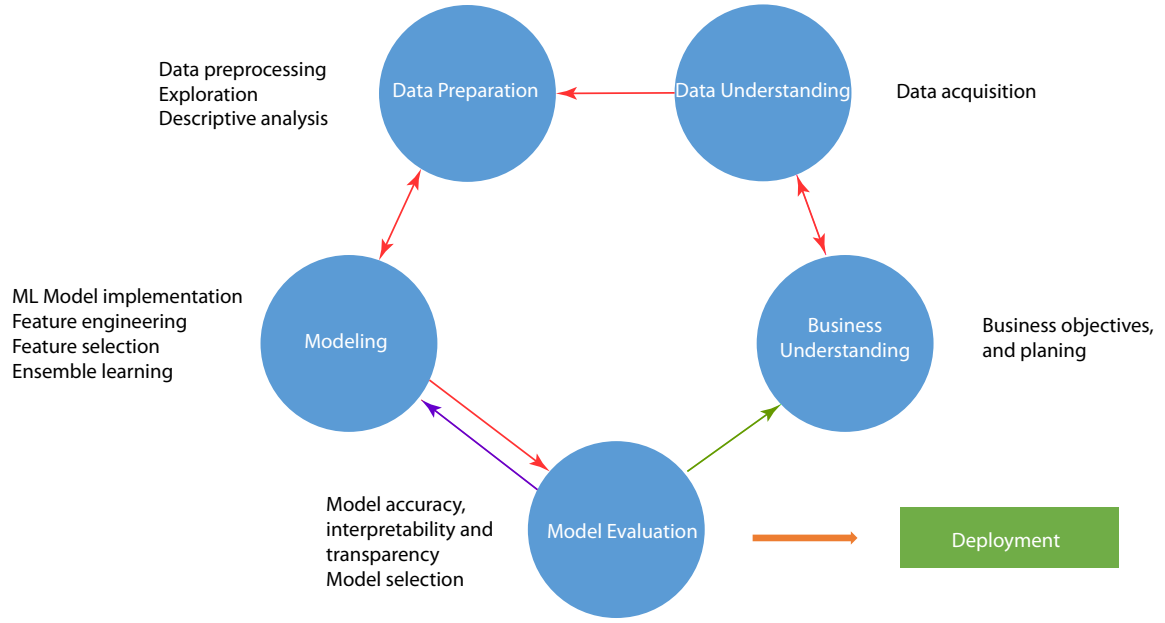 Data preprocessing
Exploration
Descriptive analysis
Data Preparation
Data Understanding
Data acquisition
ML Model implementation
Feature engineering
Feature selection
Ensemble learning
Modeling
Business
Understanding
Business objectives,
and planing
Model accuracy,
interpretability and
transparency
Model selection
Model Evaluation
Deployment